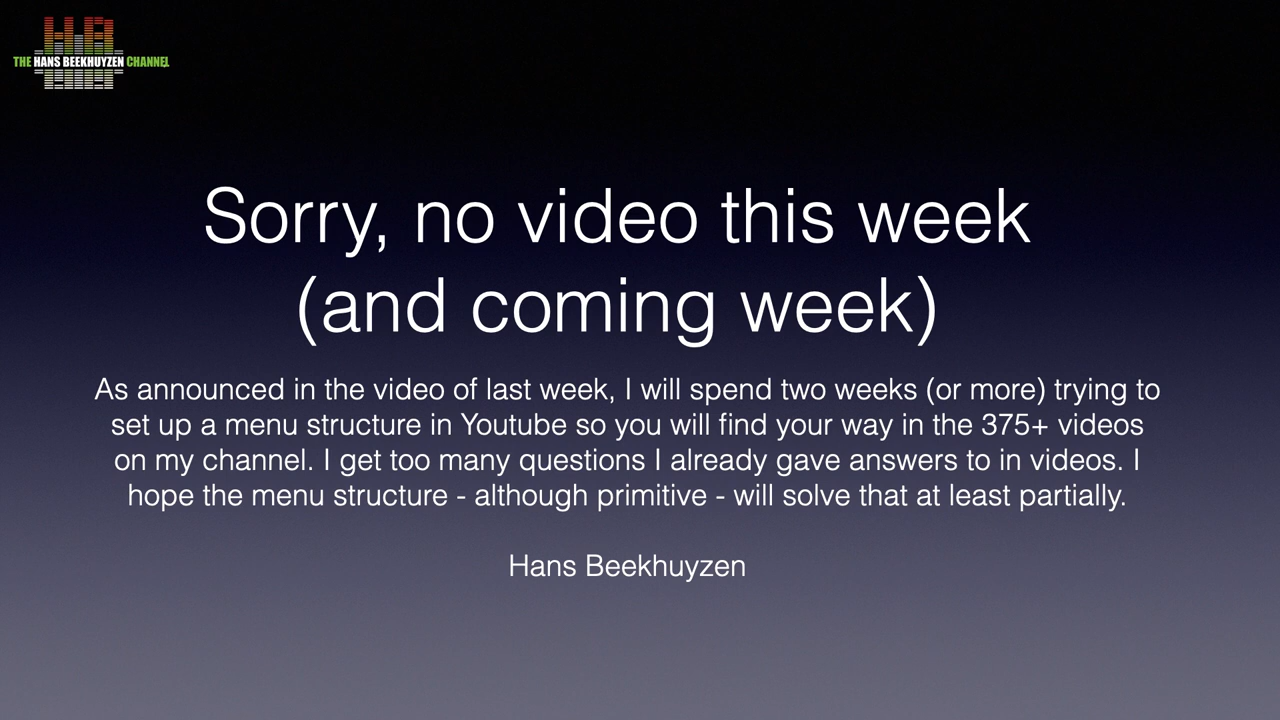 THE HANS BEEKHUYZEN CHANNEL
Sorry, no video this week
(and coming week)
As announced in the video of last week, I will spend two weeks (or more) trying to
set up a menu structure in Youtube so you will find your way in the 375+ videos
on my channel. I get too many questions I already gave answers to in videos. I
hope the menu structure - although primitive - will solve that at least partially.
Hans Beekhuyzen